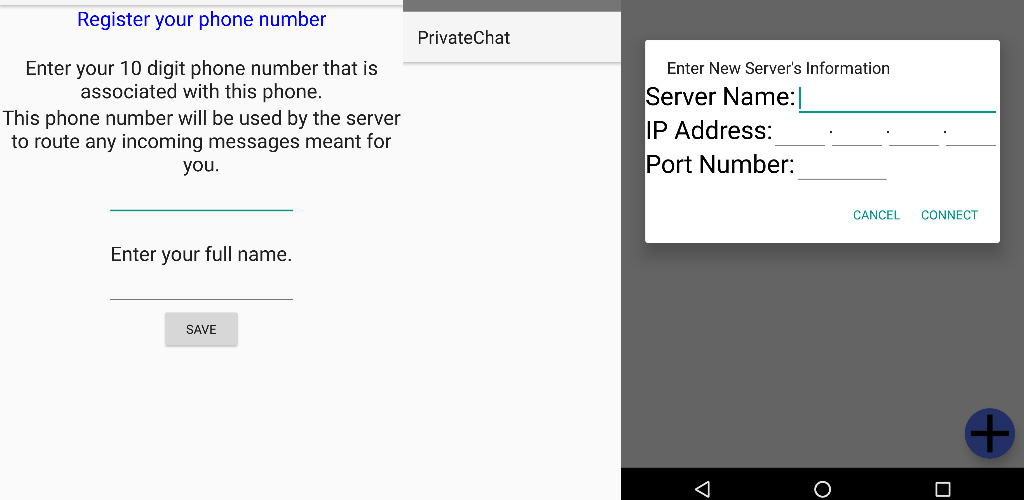 Register your phone number
Enter your 10 digit phone number that is
associated with this phone.
This phone number will be used by the server
to route any incoming messages meant for
you.
Enter your full name.
SAVE
PrivateChat
Enter New Server's Information
Server Name:
IP Address: . . .
Port Number:
CANCEL CONNECT